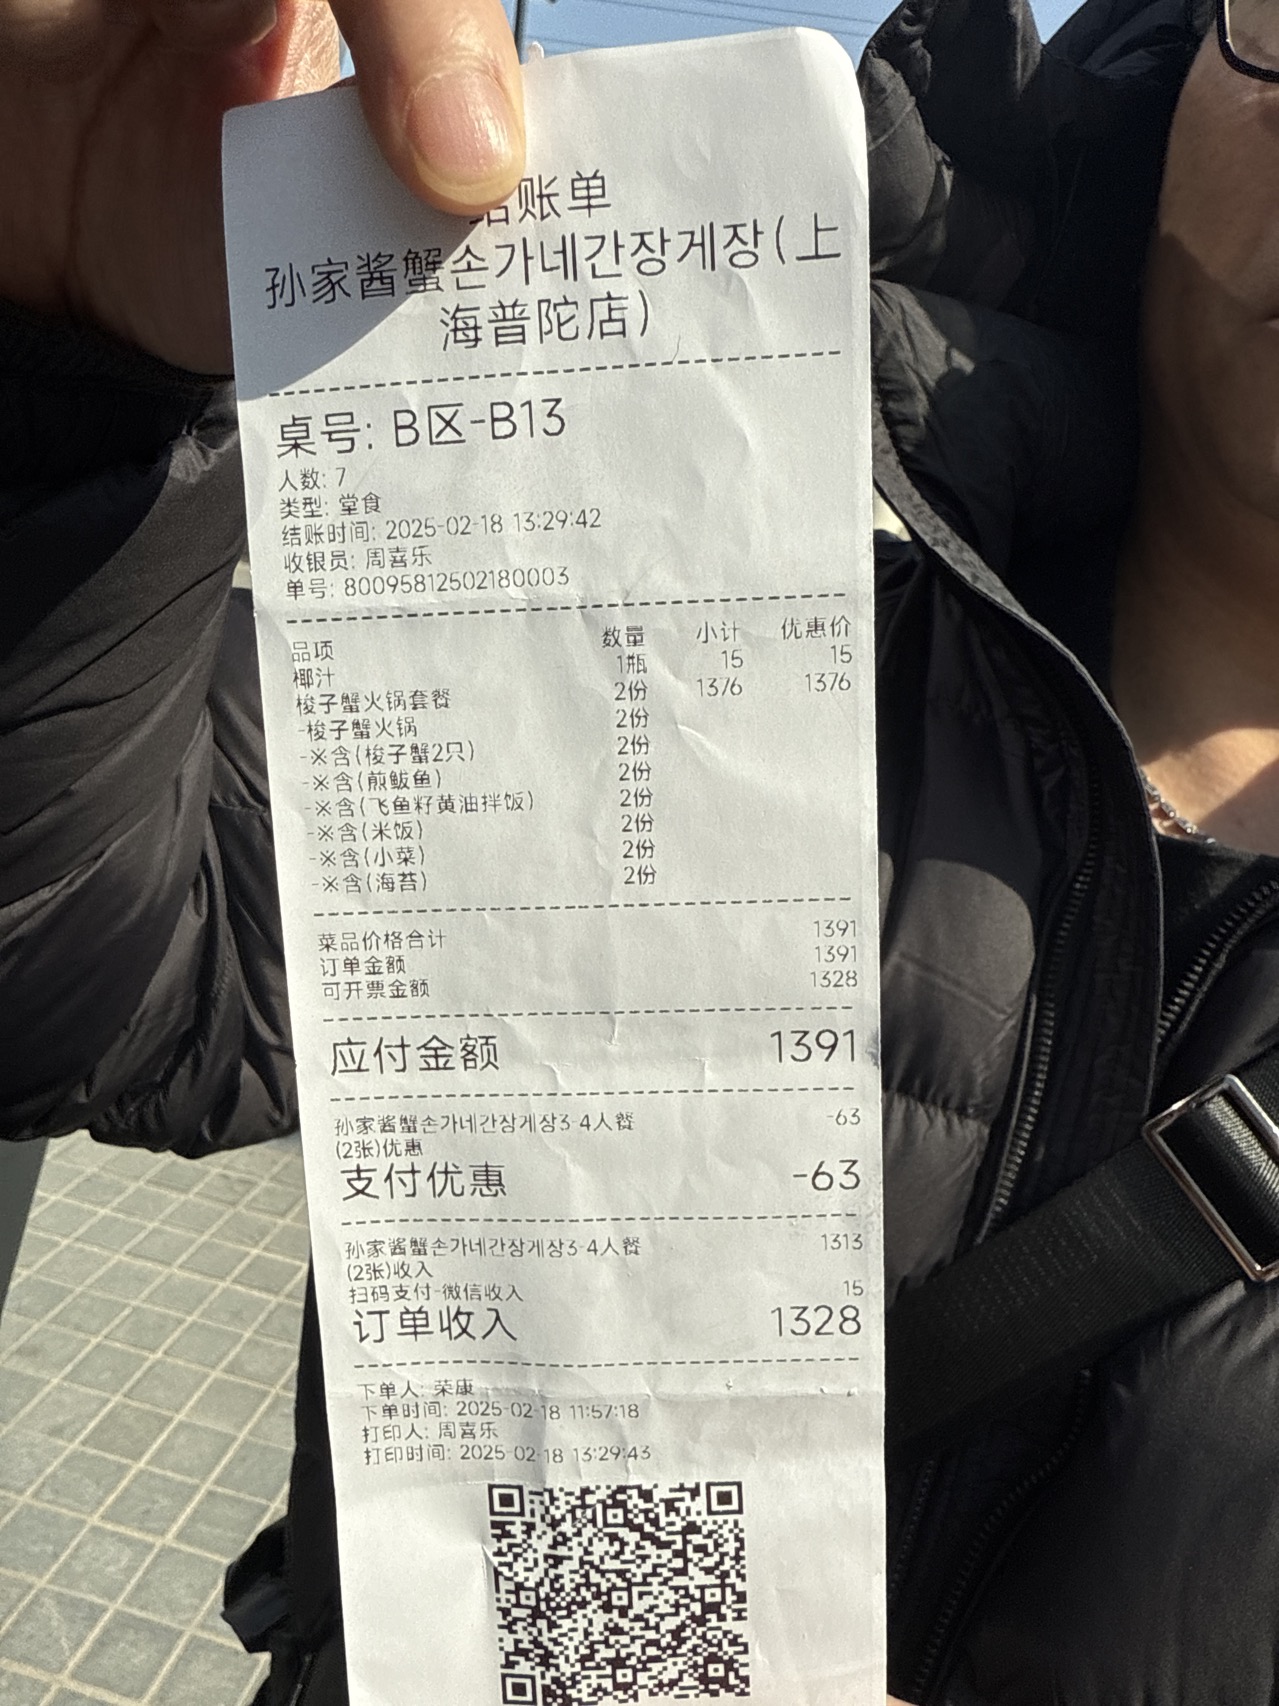 结账单
孙家酱蟹손가네간장게장(上
海普陀店)
桌号: B区-B13
人数: 7
类型: 堂食
结账时间: 2025-02-18 13:29:42
收银员: 周喜乐
单号: 80095812502180003
品项 数量 小计 优惠价
椰汁 1瓶 15 15
梭子蟹火锅套餐 2份 1376 1376
-梭子蟹火锅 2份
-※含(梭子蟹2只) 2份
-※含(煎鲅鱼) 2份
-※含(飞鱼籽黄油拌饭) 2份
-※含(米饭) 2份
-※含(小菜) 2份
-※含(海苔) 2份
菜品价格合计 1391
订单金额 1391
可开票金额 1328
应付金额 1391
孙家酱蟹손가네간장게장3-4人餐 -63
(2张)优惠
支付优惠 -63
孙家酱蟹손가네간장게장3-4人餐 1313
(2张)收入
扫码支付-微信收入 15
订单收入 1328
下单人: 荣康
下单时间: 2025-02-18 11:57:18
打印人: 周喜乐
打印时间: 2025-02-18 13:29:43